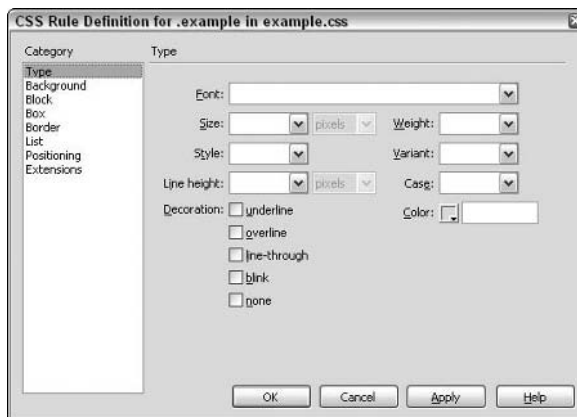 CSS Rule Definition for .example in example.css
Category
Type
Type
Background
Block
Box
Border
List
Positioning
Extensions
Font:
Size: pixels Weight:
Style: Variant:
Line height: pixels Case:
Decoration: underline Color:
overline
line-through
blink
none
OK Cancel Apply Help